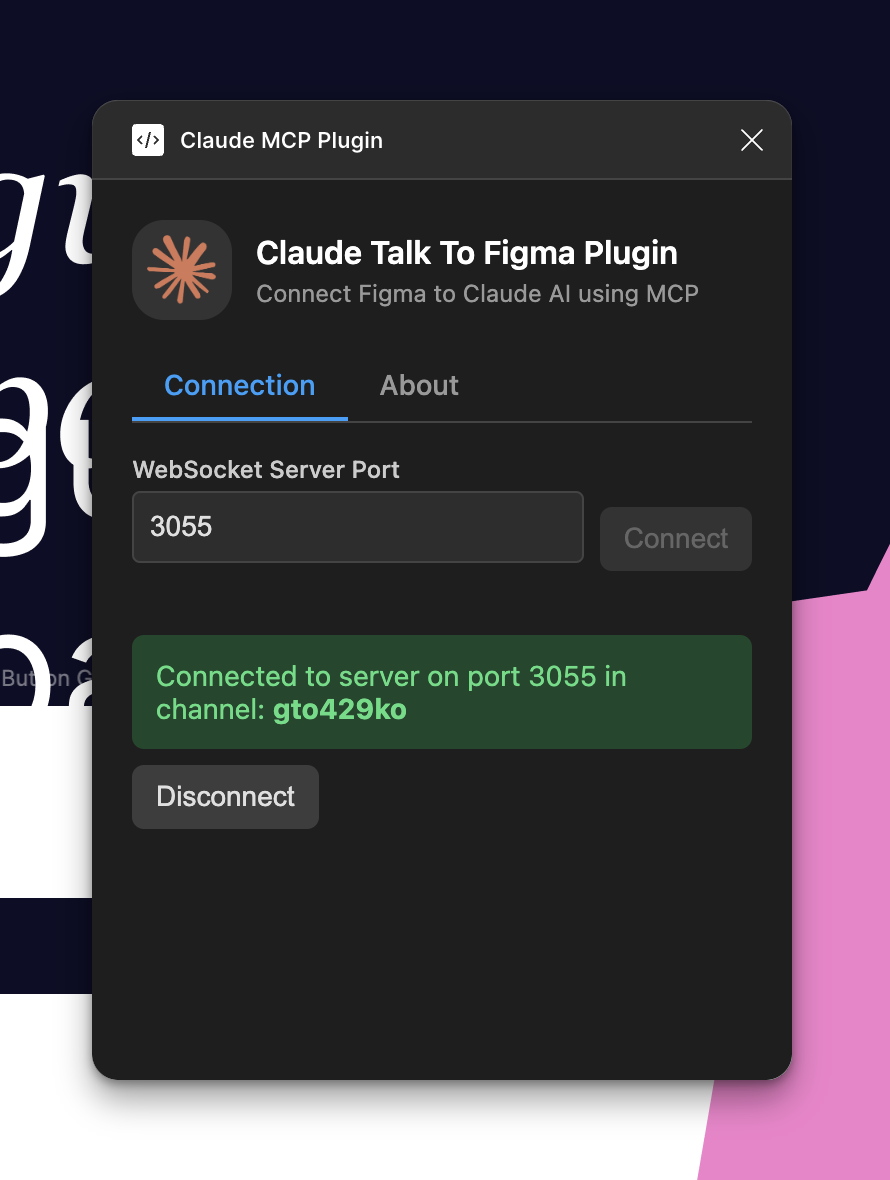 Claude MCP Plugin
Claude Talk To Figma Plugin
Connect Figma to Claude AI using MCP
Connection About
WebSocket Server Port
3055
Connect
Connected to server on port 3055 in
channel: gto429ko
Button G
Disconnect